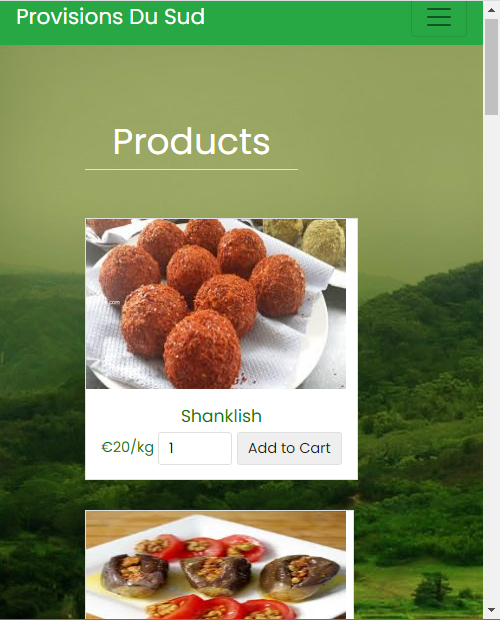 Provisions Du Sud
Products
Shanklish
€20/kg 1 Add to Cart